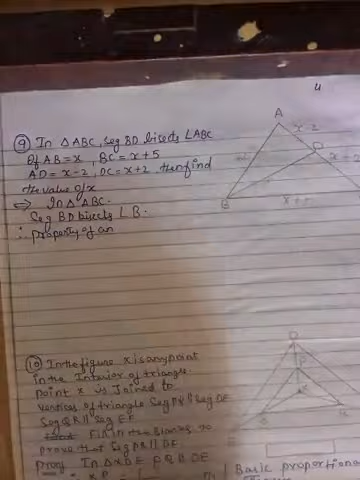 4
(9) In △ABC, seg BD bisects ∠ABC
If AB = x, BC = x+5
AD = x-2, DC = x+2 then find
the value of x
⇔ In △ABC.
Seg BD bisects ∠B.
∴ property of an
A
x-2
D
x+2
x
B
(10) In the figure x is any point
in the Interior of triangle
point x is Joined to
vertices of triangle Seg PQ || Seg DE
Seg QR || Seg EF
Fill in the blanks to
prove that Seg PR || DF
proof In △XDE PQ || DE
Basic proportiona
D
P
X
Q
R
E